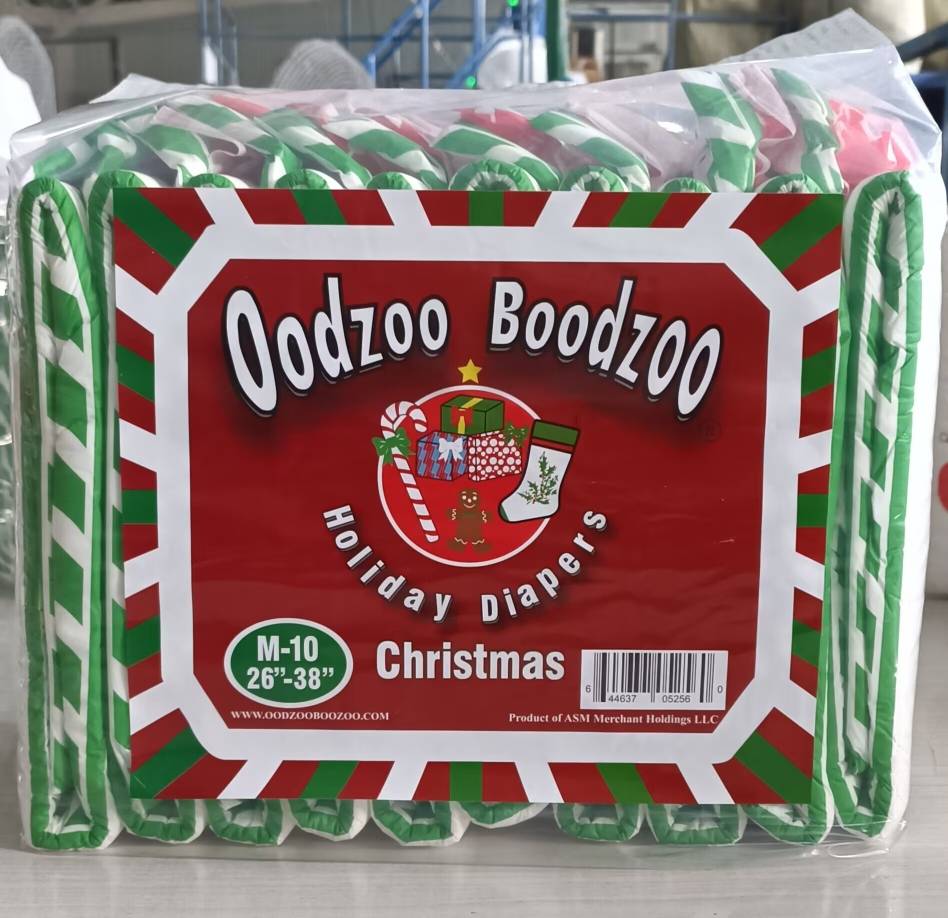 Oodzoo Boodzoo
®
Holiday Diapers
Christmas
M-10
26”-38”
6 44637 05256 0
WWW.OODZOOBOOZOO.COM
Product of ASM Merchant Holdings LLC